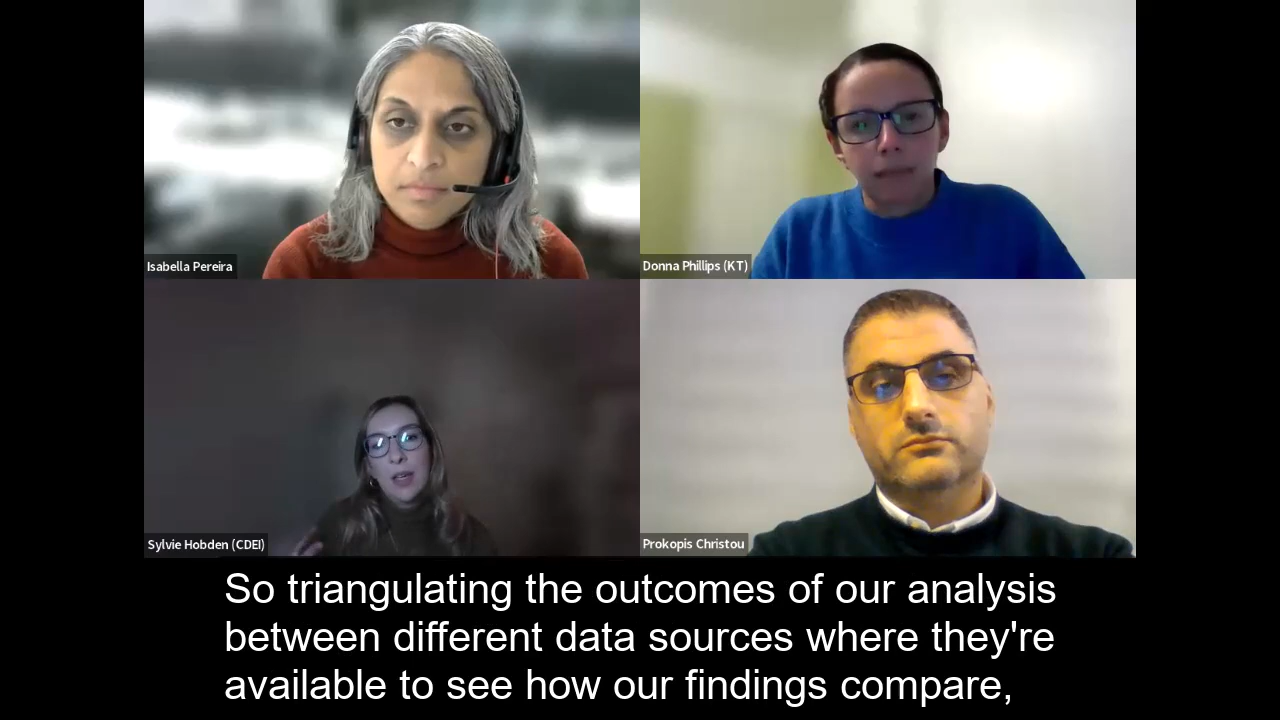 Isabella Pereira
Donna Phillips (KT)
Sylvie Hobden (CDEI)
Prokopis Christou
So triangulating the outcomes of our analysis
between different data sources where they're
available to see how our findings compare,